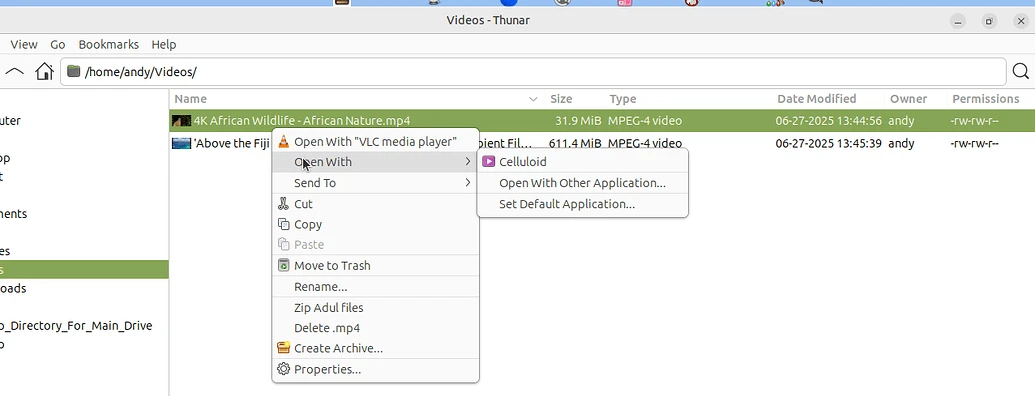 Videos - Thunar
View Go Bookmarks Help
/home/andy/Videos/
Name Size Type Date Modified Owner Permissions
uter
4K African Wildlife - African Nature.mp4 31.9 MiB MPEG-4 video 06-27-2025 13:44:56 andy -rw-rw-r--
'Above the Fiji bient Fil... 611.4 MiB MPEG-4 video 06-27-2025 13:45:39 andy -rw-rw-r--
Open With "VLC media player"
op
Open With
Celluloid
t
Send To
Open With Other Application...
Cut
Set Default Application...
ments
Copy
Paste
es
Move to Trash
s
oads
Rename...
Zip Adul files
o_Directory_For_Main_Drive
Delete .mp4
o
Create Archive...
Properties...